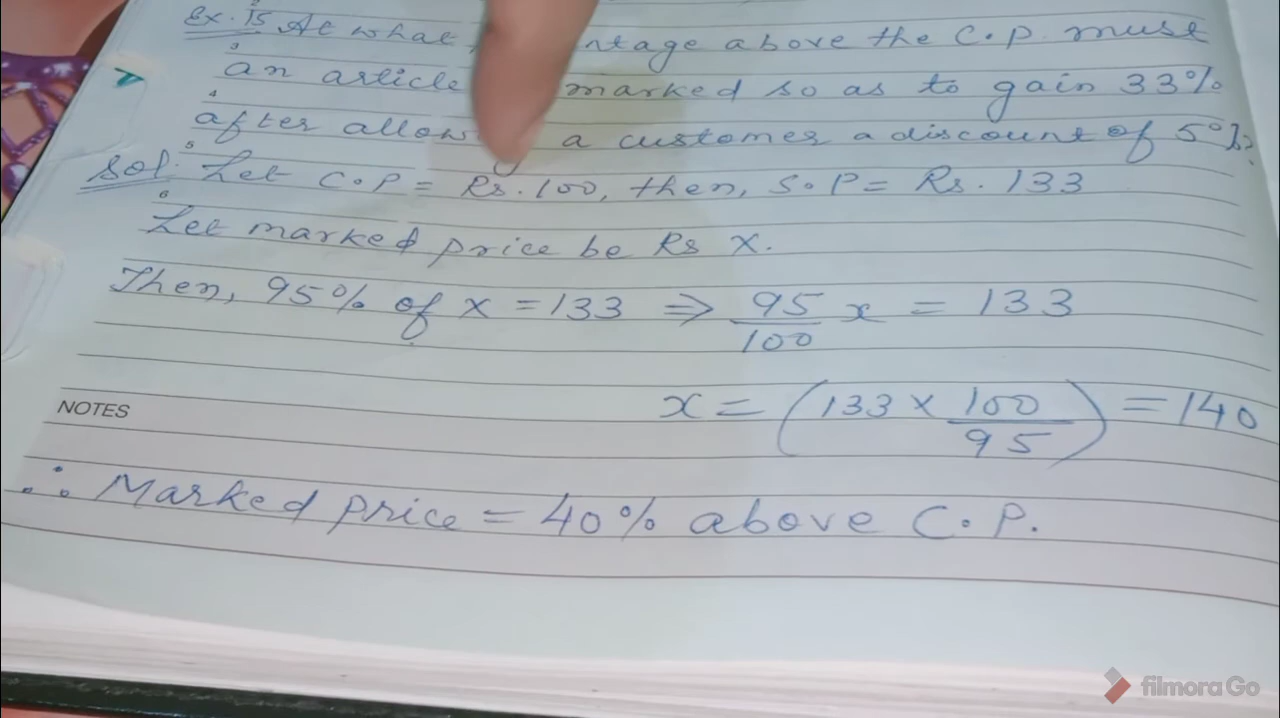 Ex. 15 At what ntage above the C.P. must
an article marked so as to gain 33%
after allow g a customer a discount of 5%?
Sol. Let C.P = Rs. 100, then, S.P = Rs. 133
Let marked price be Rs x.
Then, 95% of x = 133 ⇒ 95/100 x = 133
x = (133 × 100/95) = 140
NOTES
∴ Marked price = 40% above C.P.
filmora Go